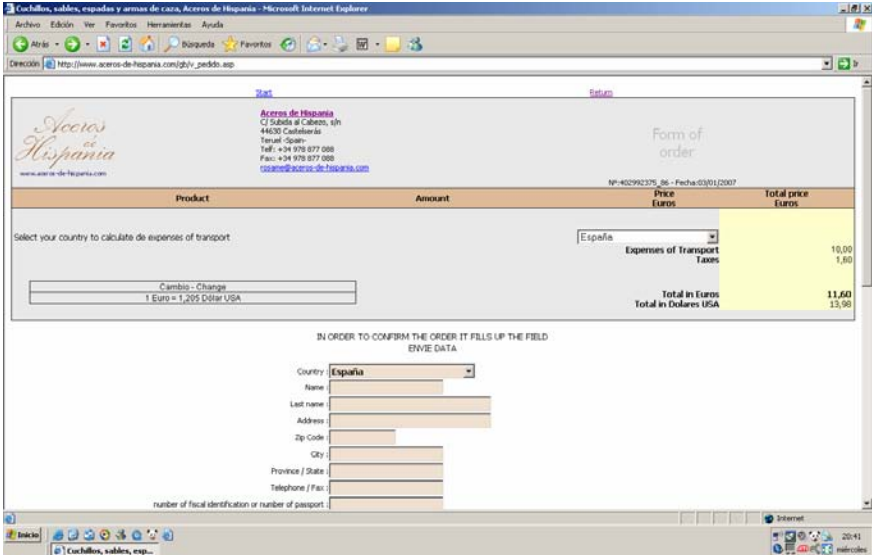 Cuchillos, sables, espadas y armas de caza, Aceros de Hispania - Microsoft Internet Explorer
Archivo Edición Ver Favoritos Herramientas Ayuda
Atrás Búsqueda Favoritos
Dirección http://www.aceros-de-hispania.com/gb/v_pedido.asp Ir
Start Return
Aceros de Hispania
www.aceros-de-hispania.com
Aceros de Hispania
C/ Subida al Cabezo, s/n
44630 Castelserás
Teruel -Spain-
Telf: +34 978 877 088
Fax: +34 978 877 088
rosame@aceros-de-hispania.com
Form of
order
Nº:402992375_86 - Fecha:03/01/2007
Product Amount Price Euros Total price Euros
Select your country to calculate de expenses of transport España
Expenses of Transport 10,00
Taxes 1,60
Cambio - Change
1 Euro = 1,205 Dólar USA
Total in Euros 11,60
Total in Dolares USA 13,98
IN ORDER TO CONFIRM THE ORDER IT FILLS UP THE FIELD
ENVIE DATA
Country : España
Name :
Last name :
Address :
Zip Code :
City :
Province / State :
Telephone / Fax :
number of fiscal identification or number of passport :
Internet
Inicio 20:41
Cuchillos, sables, esp... miércoles